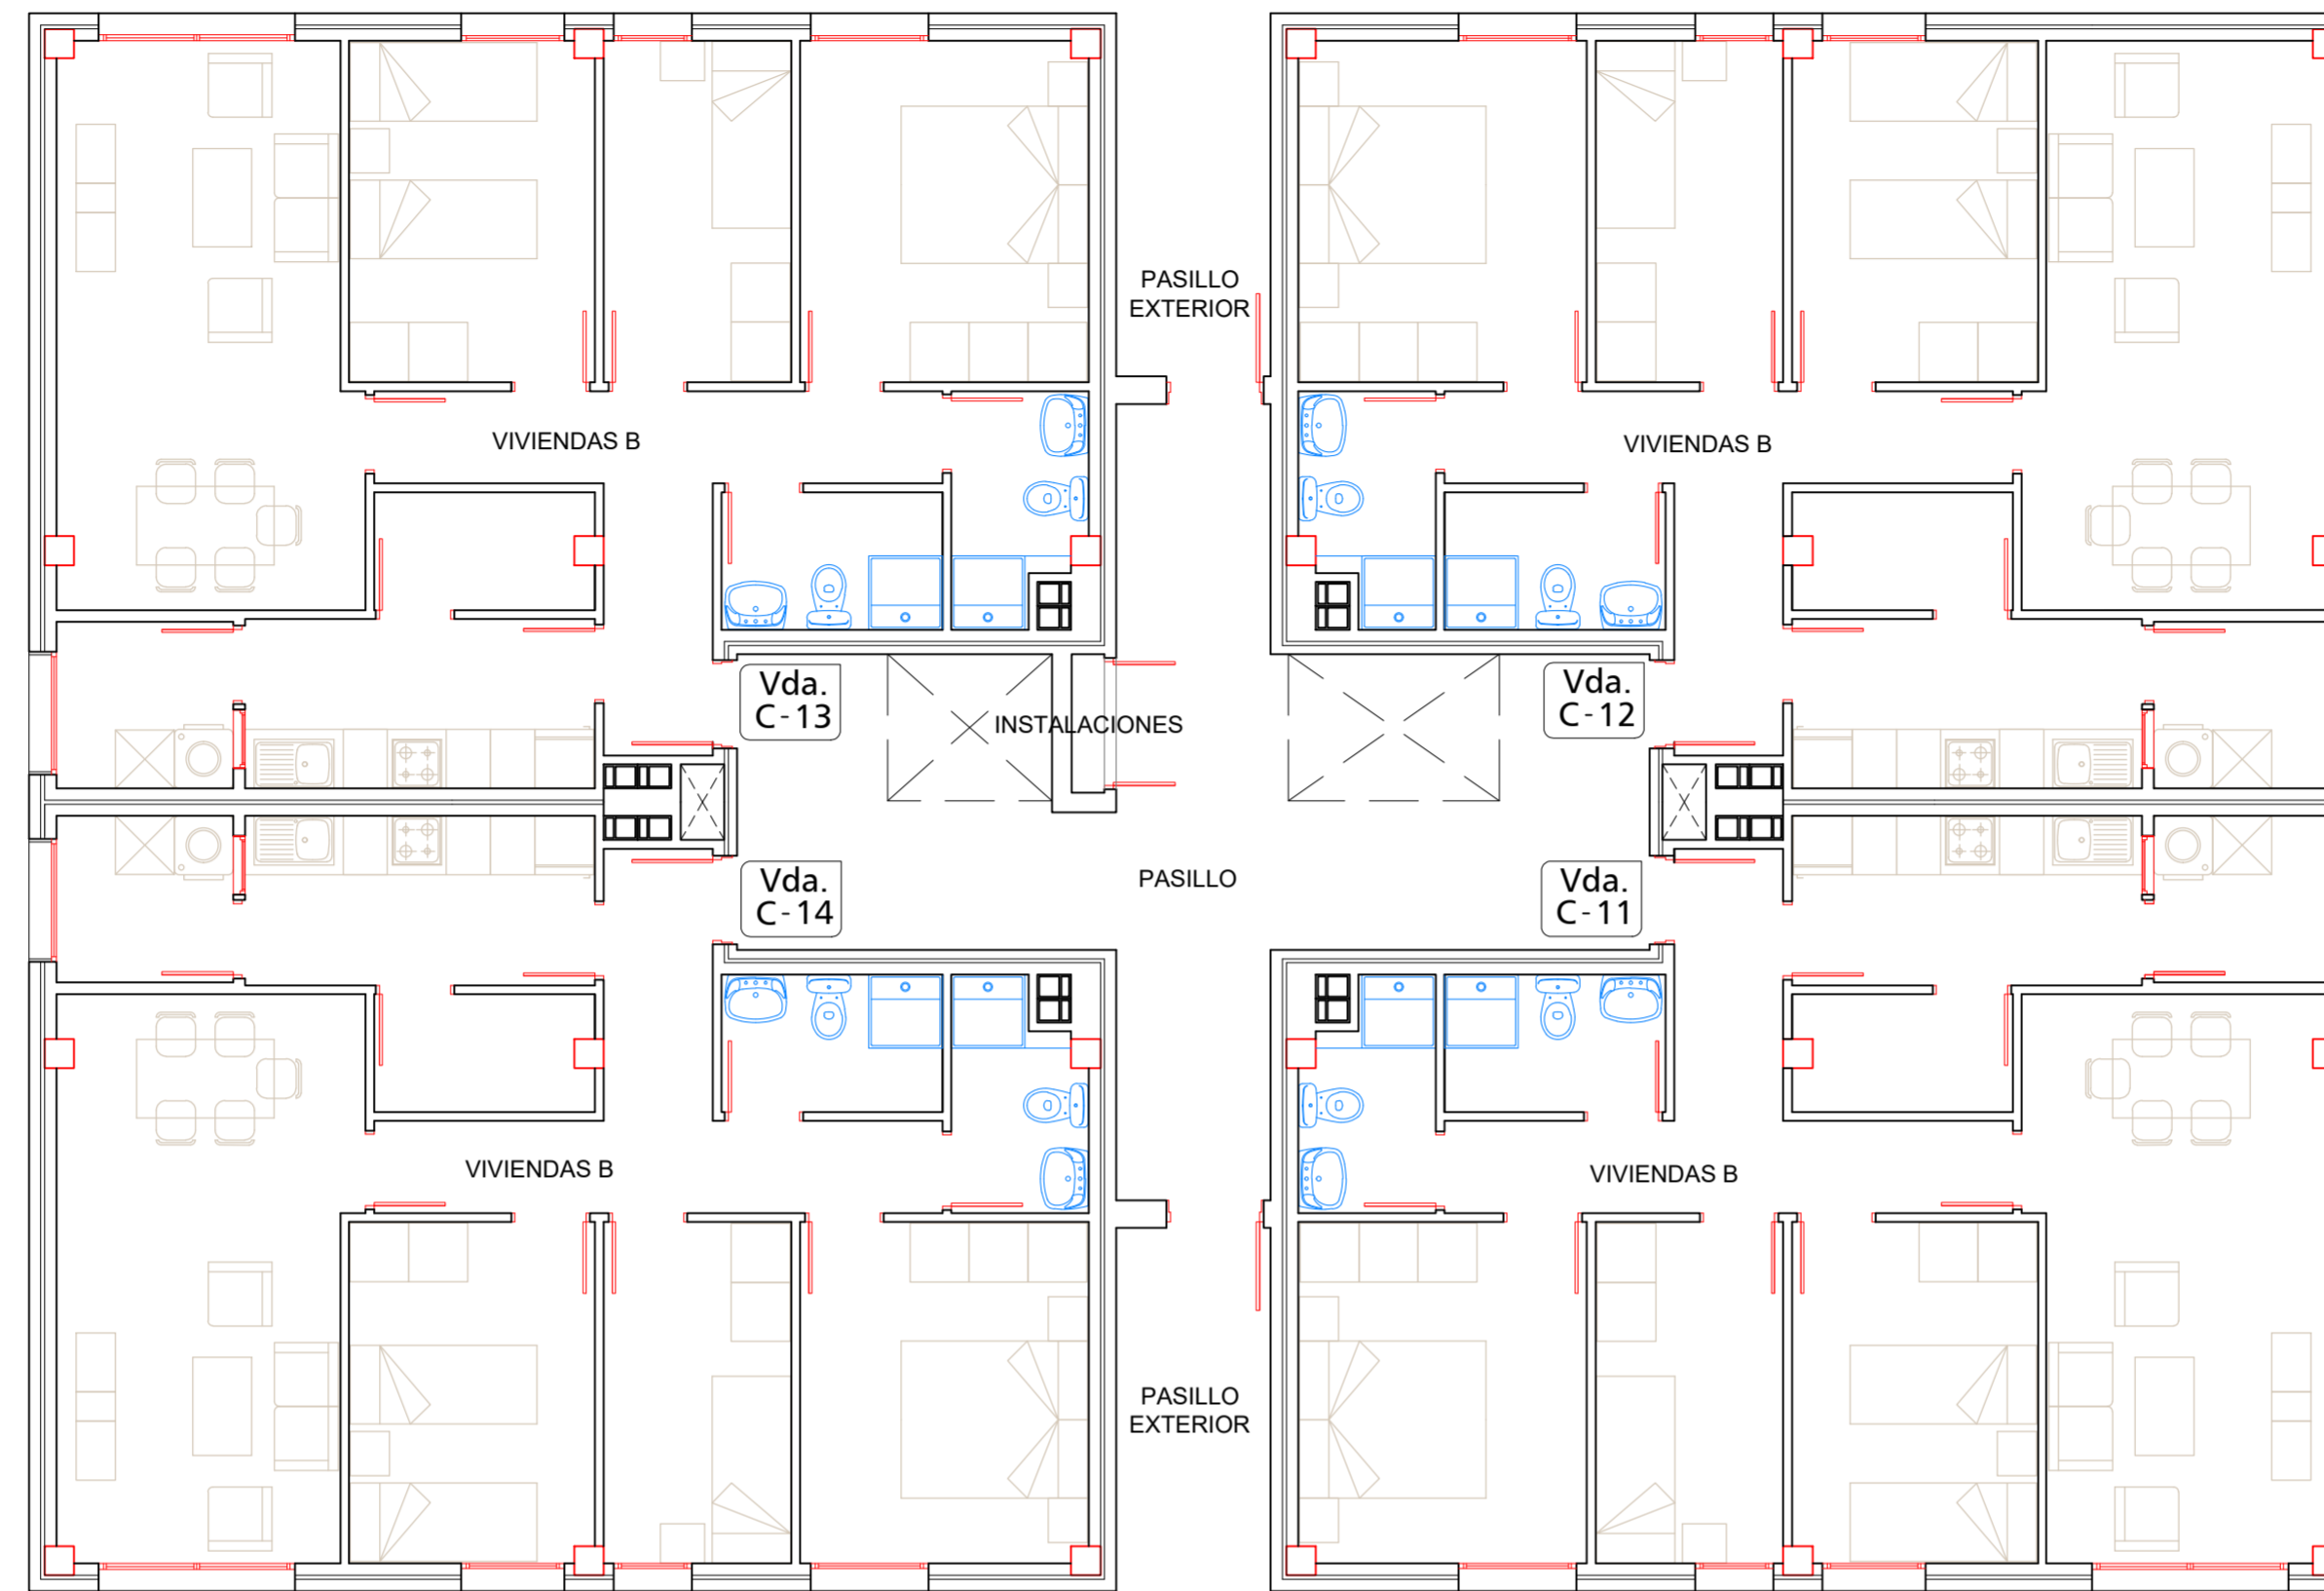 PASILLO
EXTERIOR
VIVIENDAS B
VIVIENDAS B
Vda.
C-13
INSTALACIONES
Vda.
C-12
Vda.
C-14
PASILLO
Vda.
C-11
VIVIENDAS B
VIVIENDAS B
PASILLO
EXTERIOR